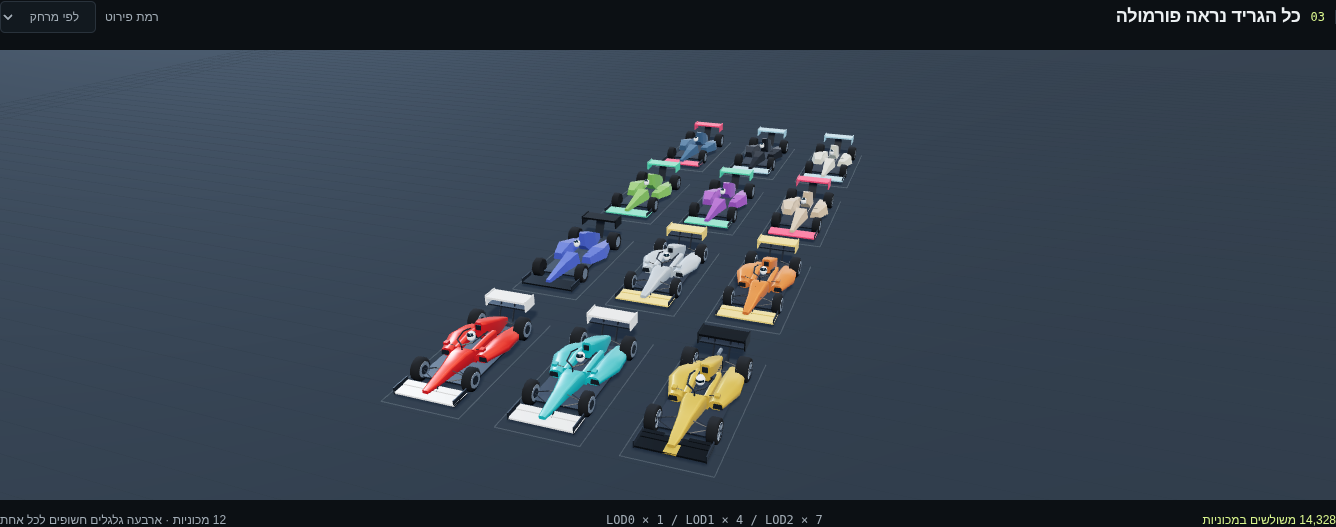 03 כל הגריד נראה פורמולה
רמת פירוט לפי מרחק
14,328 משולשים במכוניות
LOD0 × 1 / LOD1 × 4 / LOD2 × 7
12 מכוניות · ארבעה גלגלים חשופים לכל אחת